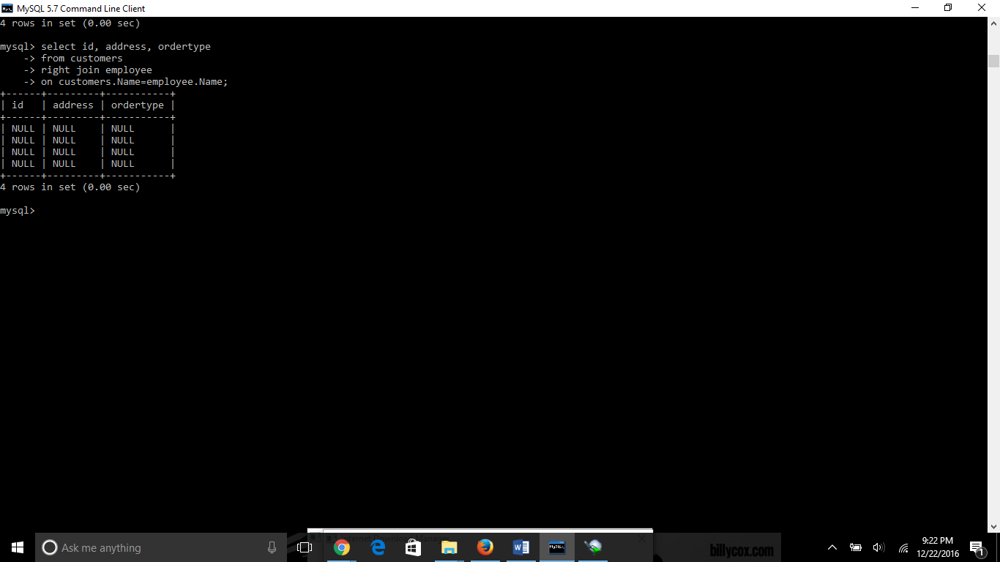 MySQL 5.7 Command Line Client
4 rows in set (0.00 sec)
mysql> select id, address, ordertype
    -> from customers
    -> right join employee
    -> on customers.Name=employee.Name;
+------+---------+-----------+
| id   | address | ordertype |
+------+---------+-----------+
| NULL | NULL    | NULL      |
| NULL | NULL    | NULL      |
| NULL | NULL    | NULL      |
| NULL | NULL    | NULL      |
+------+---------+-----------+
4 rows in set (0.00 sec)
mysql>
Internet Download Manager
Ask me anything
billycox.com
9:22 PM
12/22/2016
1